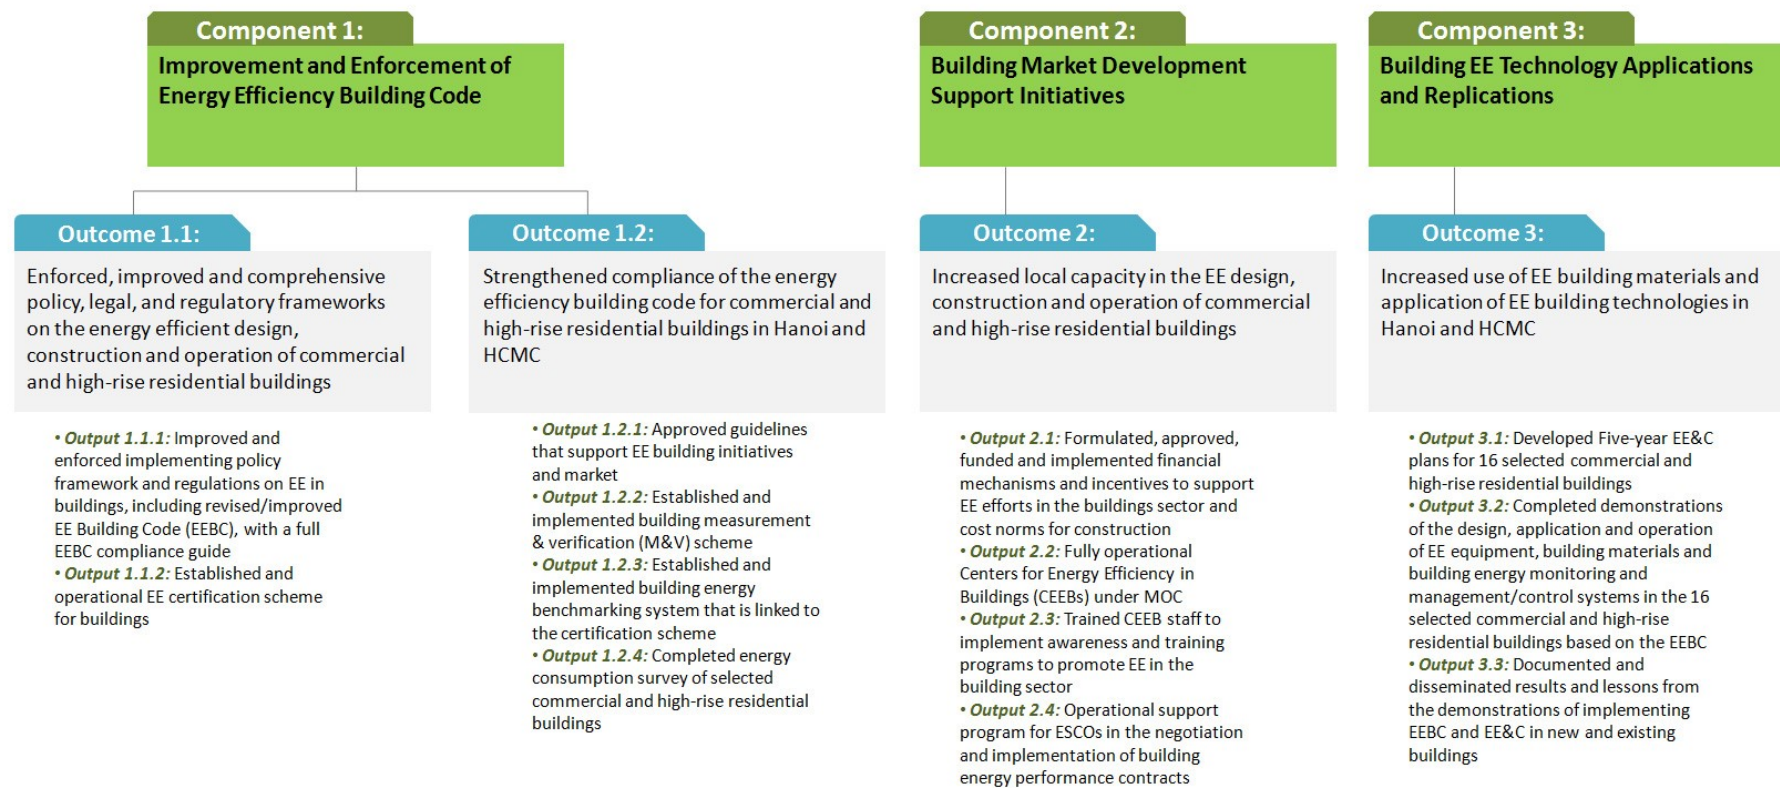 Component 1:
Improvement and Enforcement of
Energy Efficiency Building Code
Outcome 1.1:
Enforced, improved and comprehensive
policy, legal, and regulatory frameworks
on the energy efficient design,
construction and operation of commercial
and high-rise residential buildings
• Output 1.1.1: Improved and
enforced implementing policy
framework and regulations on EE in
buildings, including revised/improved
EE Building Code (EEBC), with a full
EEBC compliance guide
• Output 1.1.2: Established and
operational EE certification scheme
for buildings
Outcome 1.2:
Strengthened compliance of the energy
efficiency building code for commercial and
high-rise residential buildings in Hanoi and
HCMC
• Output 1.2.1: Approved guidelines
that support EE building initiatives
and market
• Output 1.2.2: Established and
implemented building measurement
& verification (M&V) scheme
• Output 1.2.3: Established and
implemented building energy
benchmarking system that is linked to
the certification scheme
• Output 1.2.4: Completed energy
consumption survey of selected
commercial and high-rise residential
buildings
Component 2:
Building Market Development
Support Initiatives
Outcome 2:
Increased local capacity in the EE design,
construction and operation of commercial
and high-rise residential buildings
• Output 2.1: Formulated, approved,
funded and implemented financial
mechanisms and incentives to support
EE efforts in the buildings sector and
cost norms for construction
• Output 2.2: Fully operational
Centers for Energy Efficiency in
Buildings (CEEBs) under MOC
• Output 2.3: Trained CEEB staff to
implement awareness and training
programs to promote EE in the
building sector
• Output 2.4: Operational support
program for ESCOs in the negotiation
and implementation of building
energy performance contracts
Component 3:
Building EE Technology Applications
and Replications
Outcome 3:
Increased use of EE building materials and
application of EE building technologies in
Hanoi and HCMC
• Output 3.1: Developed Five-year EE&C
plans for 16 selected commercial and
high-rise residential buildings
• Output 3.2: Completed demonstrations
of the design, application and operation
of EE equipment, building materials and
building energy monitoring and
management/control systems in the 16
selected commercial and high-rise
residential buildings based on the EEBC
• Output 3.3: Documented and
disseminated results and lessons from
the demonstrations of implementing
EEBC and EE&C in new and existing
buildings